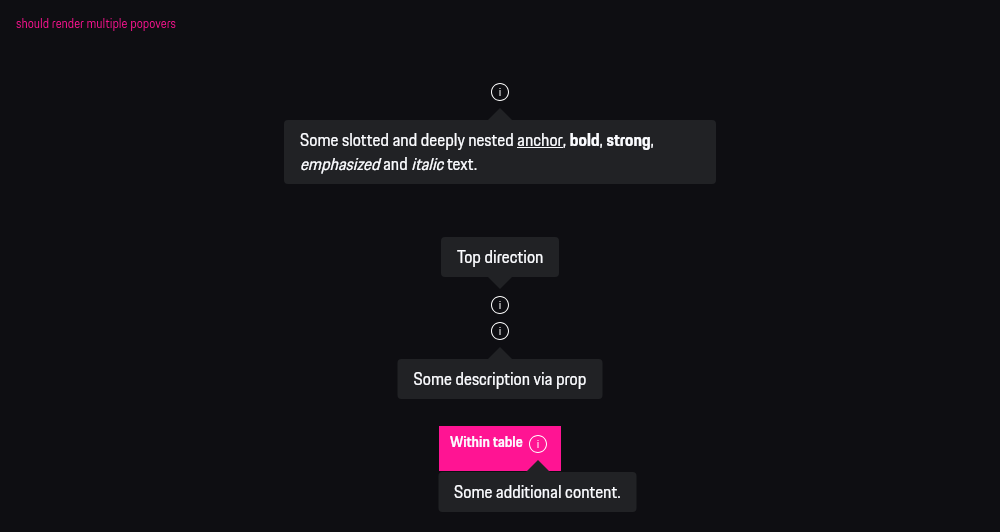 should render multiple popovers
Some slotted and deeply nested anchor, bold, strong,
emphasized and italic text.
Top direction
Some description via prop
Within table
Some additional content.